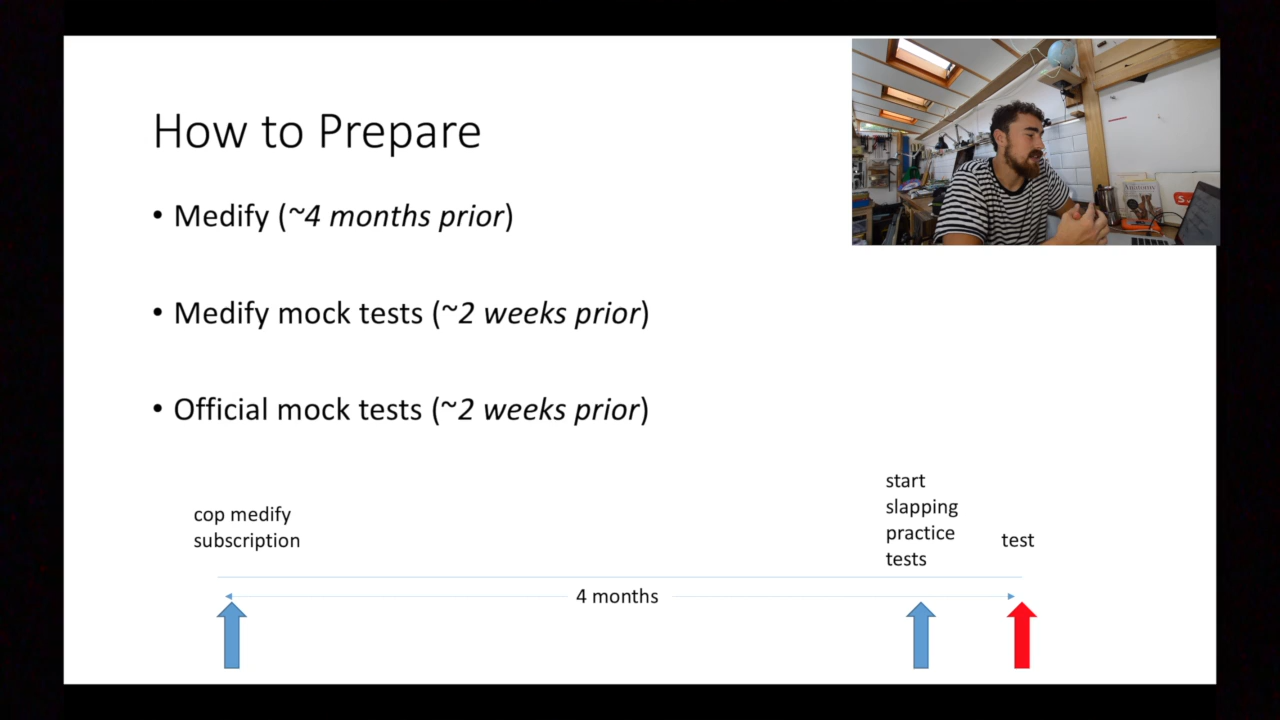 How to Prepare
• Medify (~4 months prior)
• Medify mock tests (~2 weeks prior)
• Official mock tests (~2 weeks prior)
cop medify
subscription
start
slapping
practice
tests
test
4 months
Anatomy